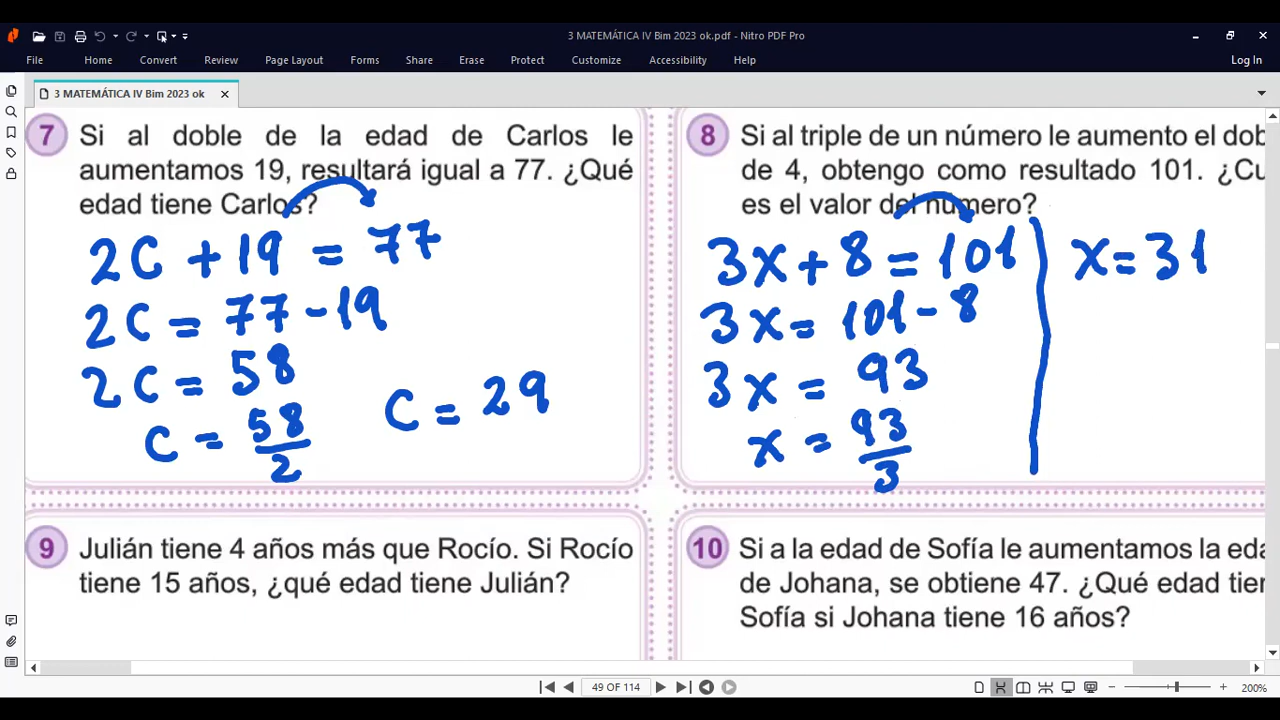 3 MATEMÁTICA IV Bim 2023 ok.pdf - Nitro PDF Pro
File Home Convert Review Page Layout Forms Share Erase Protect Customize Accessibility Help Log In
3 MATEMÁTICA IV Bim 2023 ok
7 Si al doble de la edad de Carlos le
aumentamos 19, resultará igual a 77. ¿Qué
edad tiene Carlos?
2C + 19 = 77
2C = 77 - 19
2C = 58
C = 58/2
C = 29
8 Si al triple de un número le aumento el dob
de 4, obtengo como resultado 101. ¿Cu
es el valor del número?
3x + 8 = 101
3x = 101 - 8
3x = 93
x = 93/3
x = 31
9 Julián tiene 4 años más que Rocío. Si Rocío
tiene 15 años, ¿qué edad tiene Julián?
10 Si a la edad de Sofía le aumentamos la eda
de Johana, se obtiene 47. ¿Qué edad tien
Sofía si Johana tiene 16 años?
49 OF 114
200%